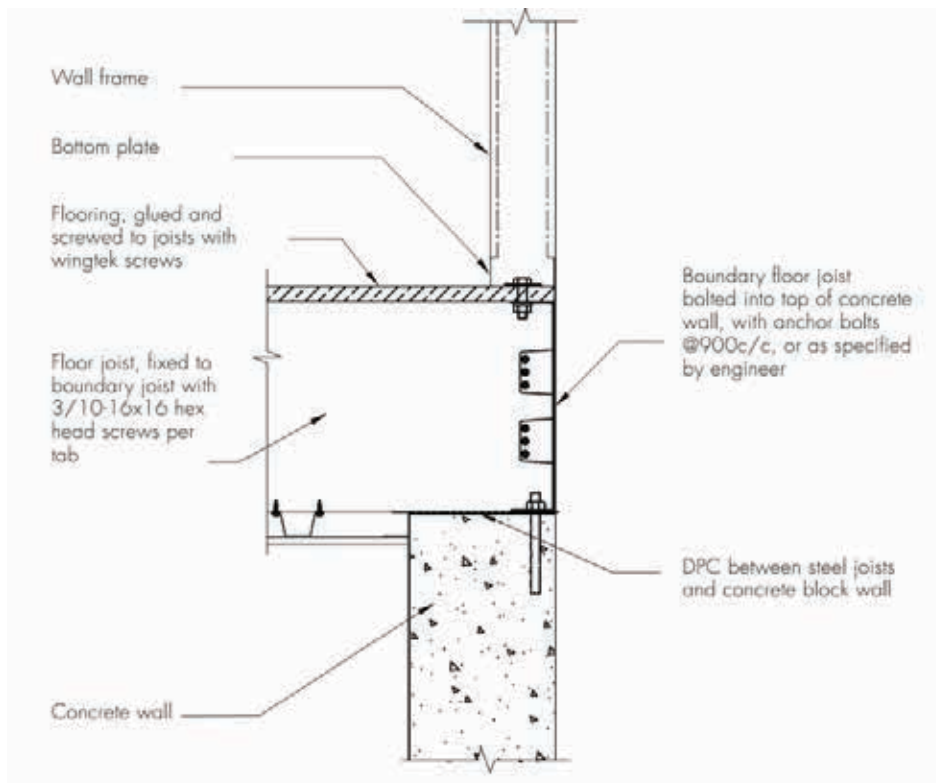 Wall frame
Bottom plate
Flooring, glued and
screwed to joists with
wingtek screws
Floor joist, fixed to
boundary joist with
3/10-16x16 hex
head screws per
tab
Concrete wall
Boundary floor joist
bolted into top of concrete
wall, with anchor bolts
@900c/c, or as specified
by engineer
DPC between steel joists
and concrete block wall